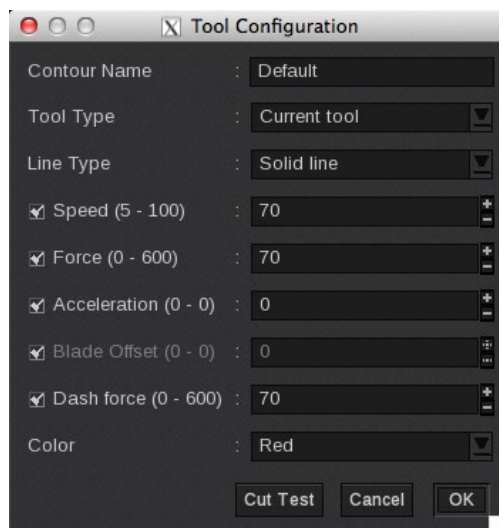 X Tool Configuration
Contour Name : Default
Tool Type : Current tool
Line Type : Solid line
Speed (5 - 100) : 70
Force (0 - 600) : 70
Acceleration (0 - 0) : 0
Blade Offset (0 - 0) : 0
Dash force (0 - 600) : 70
Color : Red
Cut Test Cancel OK